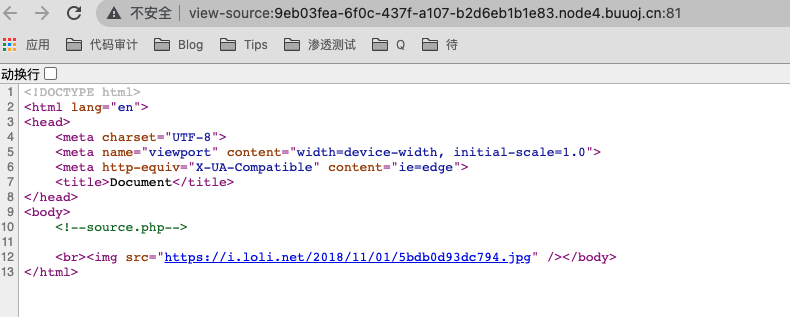 不安全 | view-source:9eb03fea-6f0c-437f-a107-b2d6eb1b1e83.node4.buuoj.cn:81
应用 代码审计 Blog Tips 渗透测试 Q 待
动换行
1 <!DOCTYPE html>
2 <html lang="en">
3 <head>
4 <meta charset="UTF-8">
5 <meta name="viewport" content="width=device-width, initial-scale=1.0">
6 <meta http-equiv="X-UA-Compatible" content="ie=edge">
7 <title>Document</title>
8 </head>
9 <body>
10 <!--source.php-->
11
12 <br><img src="https://i.loli.net/2018/11/01/5bdb0d93dc794.jpg" /></body>
13 </html>